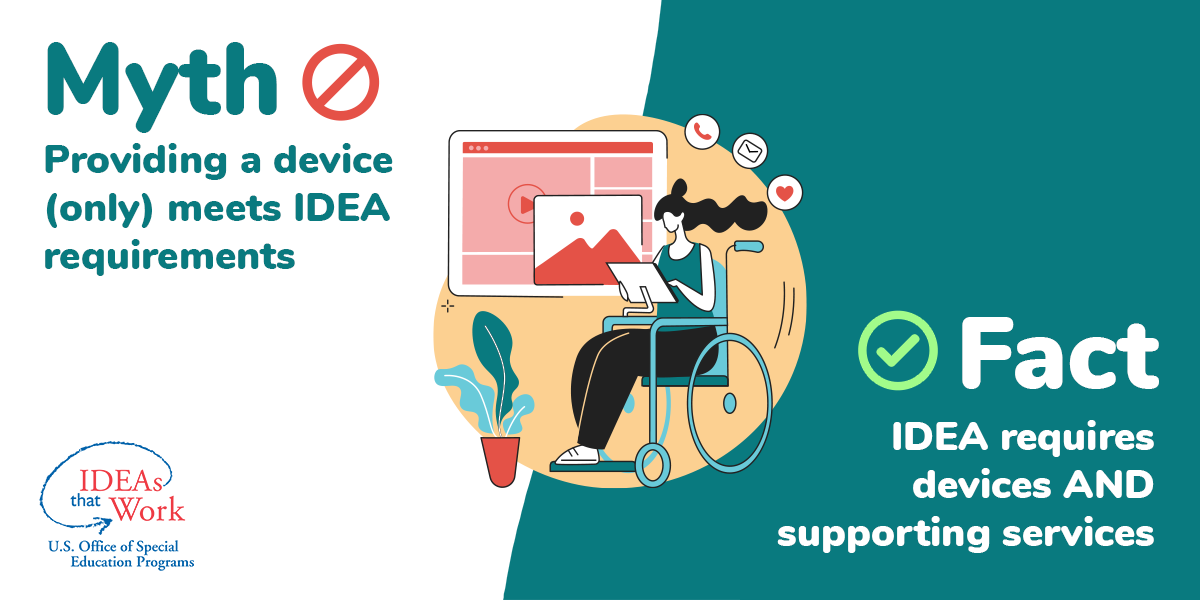 Myth
Providing a device
(only) meets IDEA
requirements
Fact
IDEA requires
devices AND
supporting services
IDEAs
that Work
U.S. Office of Special
Education Programs